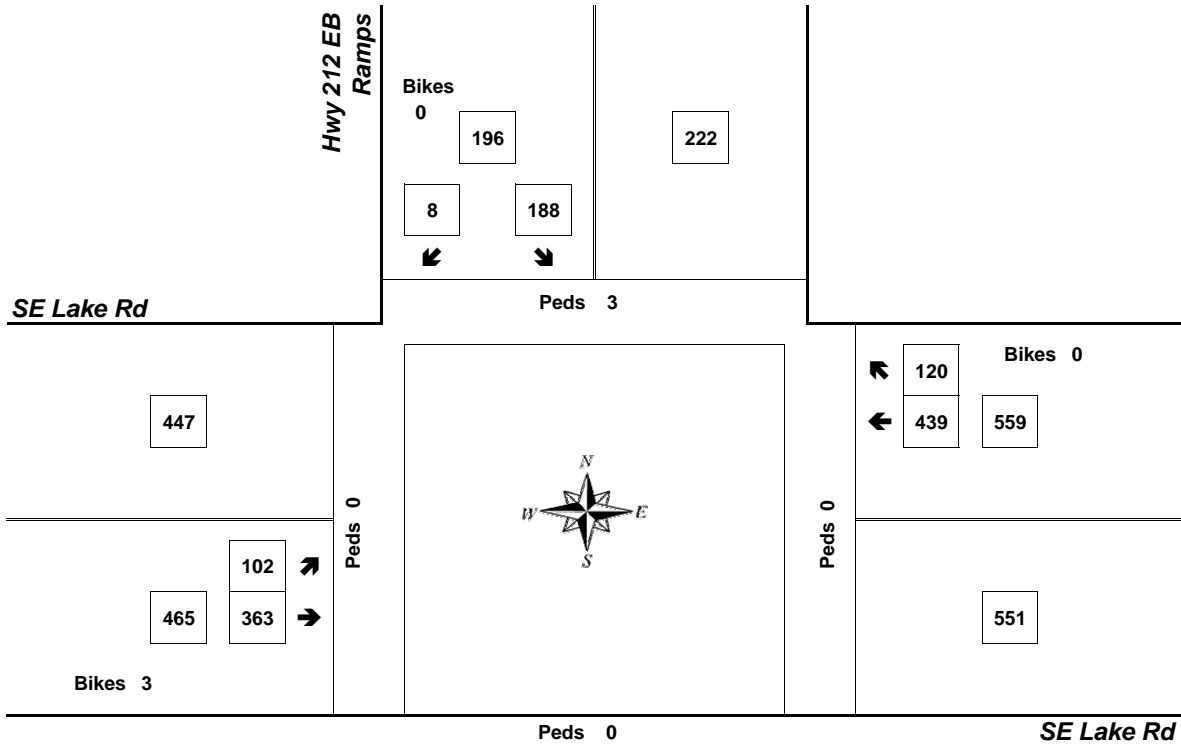 Hwy 212 EB
Ramps
Bikes
0
196
222
8
188
SE Lake Rd
Peds 3
120
Bikes 0
447
439
559
N
W
E
S
Peds 0
Peds 0
102
465
363
551
Bikes 3
Peds 0
SE Lake Rd